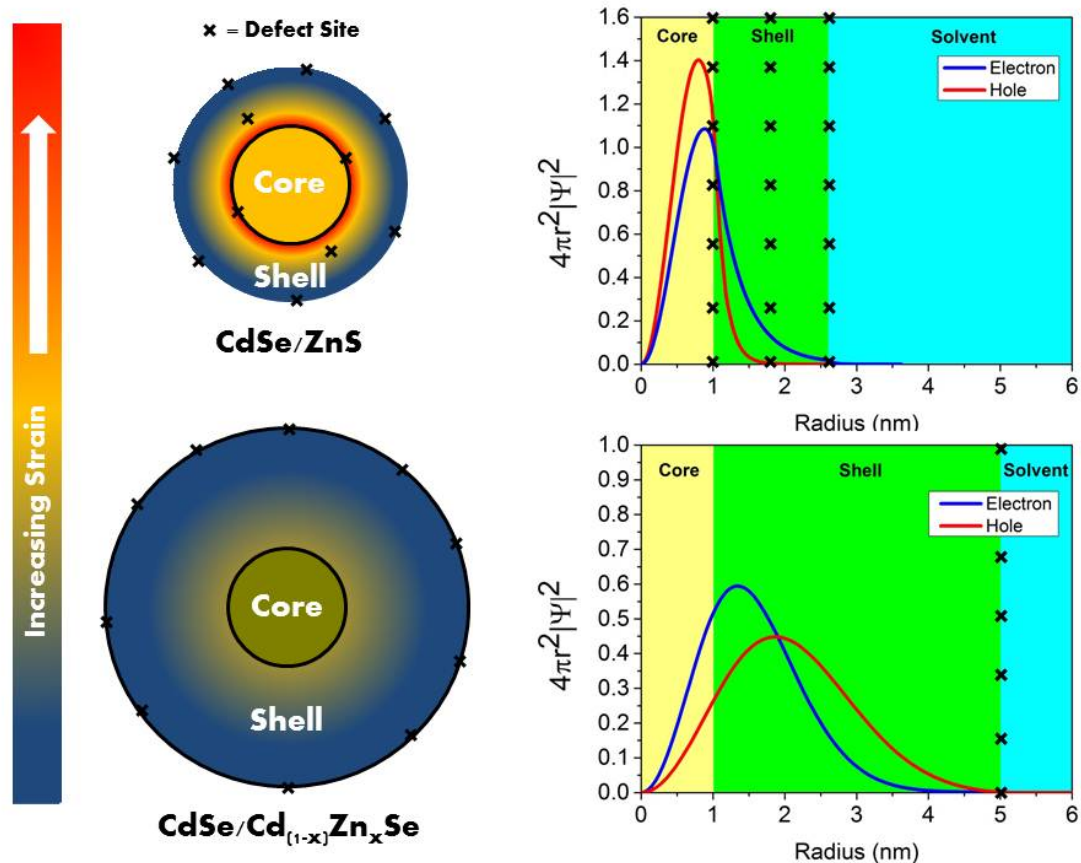 Increasing Strain
× = Defect Site
Core
Shell
CdSe/ZnS
Core
Shell
CdSe/Cd₍₁₋ₓ₎ZnₓSe
1.6
1.4
1.2
1.0
0.8
0.6
0.4
0.2
0.0
4πr²|Ψ|²
Core
Shell
Solvent
Electron
Hole
0 1 2 3 4 5 6
Radius (nm)
1.0
0.9
0.8
0.7
0.6
0.5
0.4
0.3
0.2
0.1
0.0
4πr²|Ψ|²
Core
Shell
Solvent
Electron
Hole
0 1 2 3 4 5 6
Radius (nm)